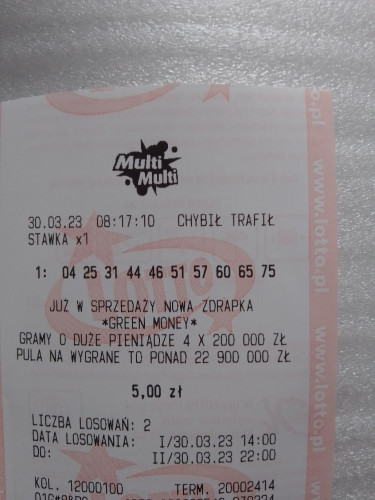 Multi
Multi
30.03.23 08:17:10 CHYBIŁ TRAFIŁ
STAWKA x1
1: 04 25 31 44 46 51 57 60 65 75
JUŻ W SPRZEDAŻY NOWA ZDRAPKA
*GREEN MONEY*
GRAMY O DUŻE PIENIĄDZE 4 X 200 000 ZŁ
PULA NA WYGRANE TO PONAD 22 900 000 ZŁ
5,00 zł
LICZBA LOSOWAŃ: 2
DATA LOSOWANIA: I/30.03.23 14:00
DO: II/30.03.23 22:00
KOL. 1200010D TERM. 20002414
www.lotto.pl
www.lotto.pl
LOTTO